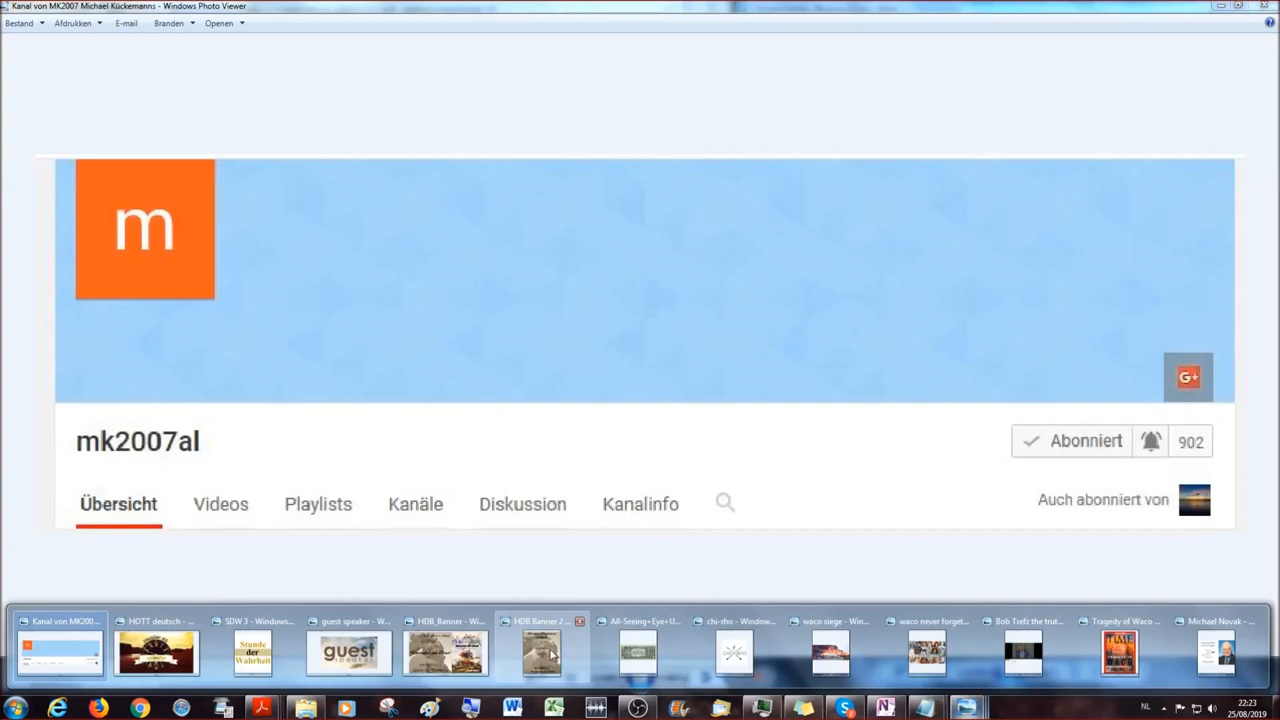 Kanal von MK2007 Michael Kückemanns - Windows Photo Viewer
Bestand Afdrukken E-mail Branden Openen
m
G+
mk2007al
Abonniert 902
Übersicht Videos Playlists Kanäle Diskussion Kanalinfo
Auch abonniert von
Kanal von MK200... HOTT deutsch - ... SDW 3 - Windows... guest speaker - W... HDB_Banner - Wi... HDB Banner 2 ... All-Seeing+Eye+U... chi-rho - Window... waco siege - Win... waco never forget... Bob Trefz the trut... Tragedy of Waco ... Michael Novak - ...
Stunde
der
Wahrheit
guest
speaker
TIME
NL 22:23
25/08/2019